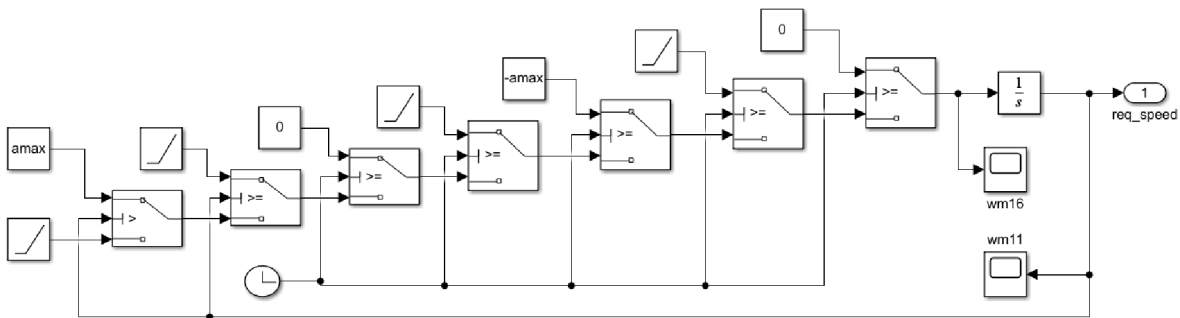 0
-amax
>=
1
s
1
req_speed
>=
0
>=
wm16
amax
>=
>=
>=
>
wm11